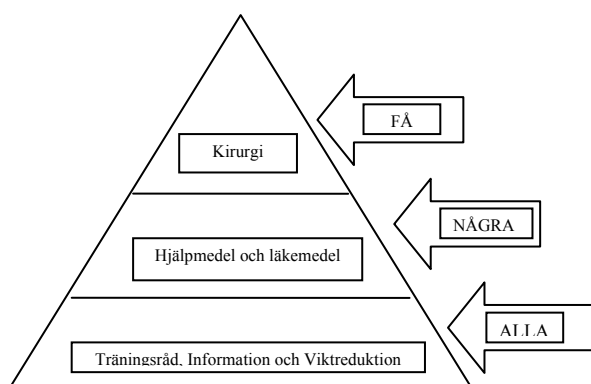 FÅ
Kirurgi
NÅGRA
Hjälpmedel och läkemedel
ALLA
Träningsråd, Information och Viktreduktion